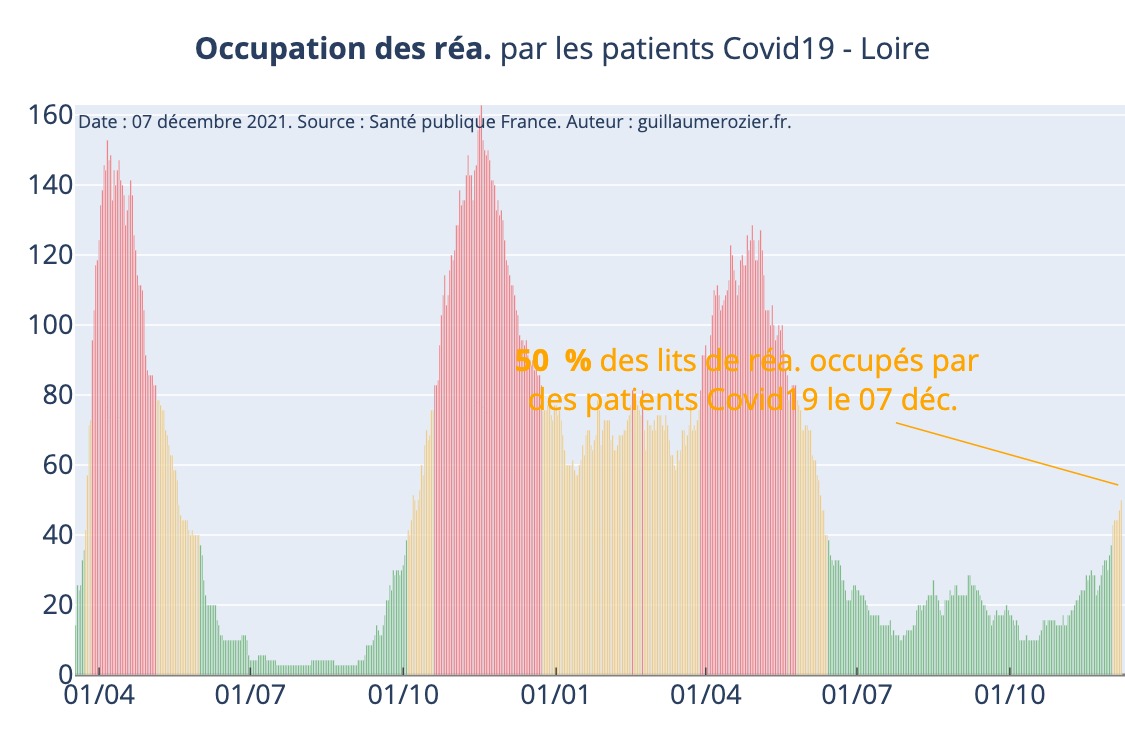 Occupation des réa. par les patients Covid19 - Loire
160
Date : 07 décembre 2021. Source : Santé publique France. Auteur : guillaumerozier.fr.
140
120
100
50 % des lits de réa. occupés par
80
des patients Covid19 le 07 déc.
60
40
20
0
01/04 01/07 01/10 01/01 01/04 01/07 01/10